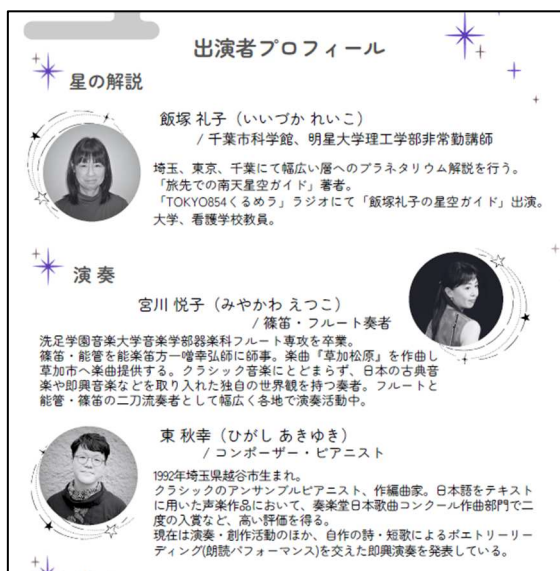 出演者プロフィール
星の解説
飯塚 礼子（いいづか れいこ）
/ 千葉市科学館、明星大学理工学部非常勤講師
埼玉、東京、千葉にて幅広い層へのプラネタリウム解説を行う。
「旅先での南天星空ガイド」著者。
「TOKYO854くるめラ」ラジオにて「飯塚礼子の星空ガイド」出演。
大学、看護学校教員。
演 奏
宮川 悦子（みやかわ えつこ）
/ 篠笛・フルート奏者
洗足学園音楽大学音楽学部器楽科フルート専攻を卒業。
篠笛・能管を能楽笛方一噌幸弘師に師事。楽曲『草加松原』を作曲し
草加市へ楽曲提供する。クラシック音楽にとどまらず、日本の古典音
楽や即興音楽などを取り入れた独自の世界観を持つ奏者。フルートと
能管・篠笛の二刀流奏者として幅広く各地で演奏活動中。
東 秋幸（ひがし あきゆき）
/ コンポーザー・ピアニスト
1992年埼玉県越谷市生まれ。
クラシックのアンサンブルピアニスト、作編曲家。日本語をテキスト
に用いた声楽作品において、奏楽堂日本歌曲コンクール作曲部門で二
度の入賞など、高い評価を得る。
現在は演奏・創作活動のほか、自作の詩・短歌によるポエトリーリー
ディング(朗読パフォーマンス)を交えた即興演奏を発表している。